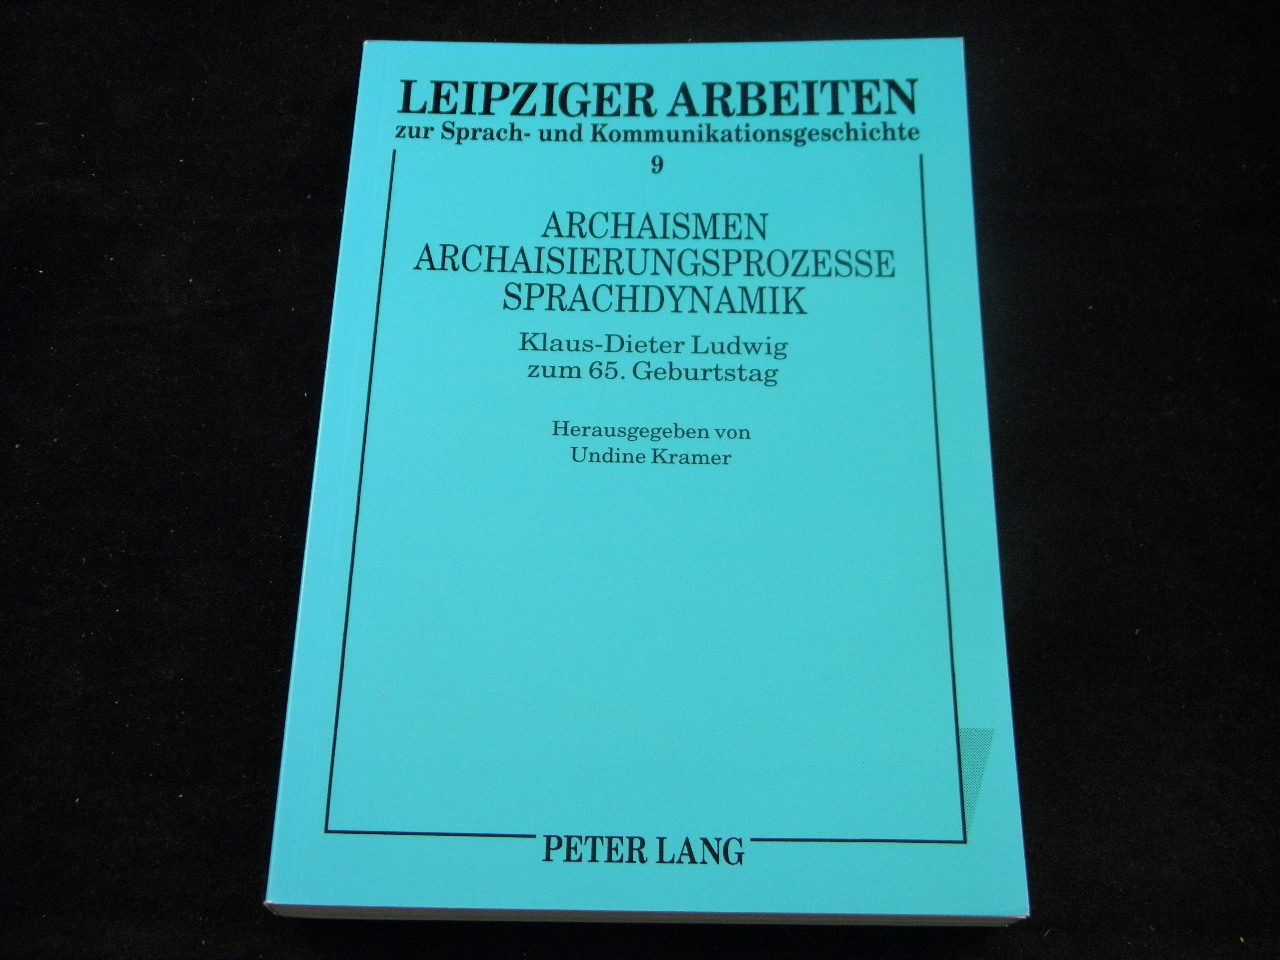 LEIPZIGER ARBEITEN
zur Sprach- und Kommunikationsgeschichte
9
ARCHAISMEN
ARCHAISIERUNGSPROZESSE
SPRACHDYNAMIK
Klaus-Dieter Ludwig
zum 65. Geburtstag
Herausgegeben von
Undine Kramer
PETER LANG